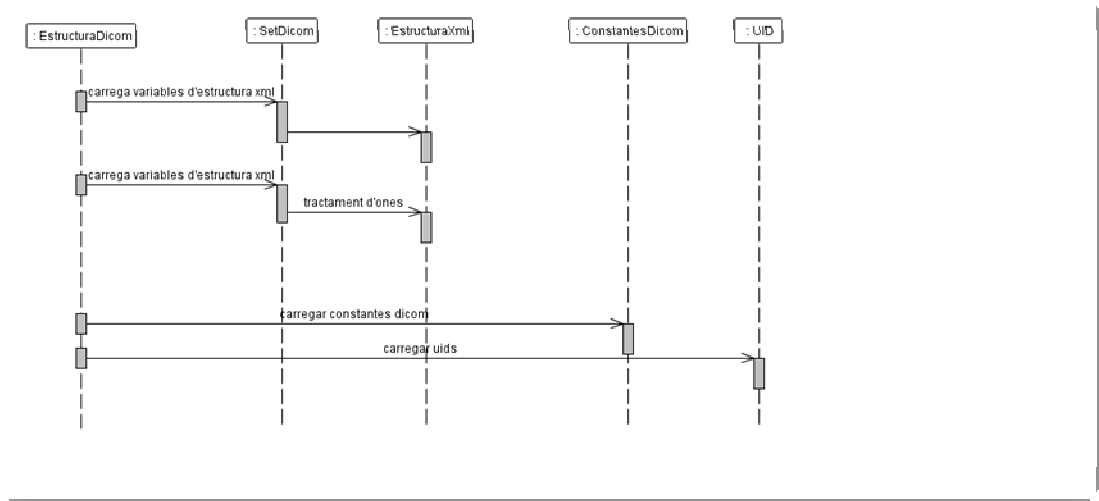 : EstructuraDicom
: SetDicom
: EstructuraXml
: ConstantesDicom
: UID
carrega variables d'estructura xml
carrega variables d'estructura xml
tractament d'ones
carregar constantes dicom
carregar uids